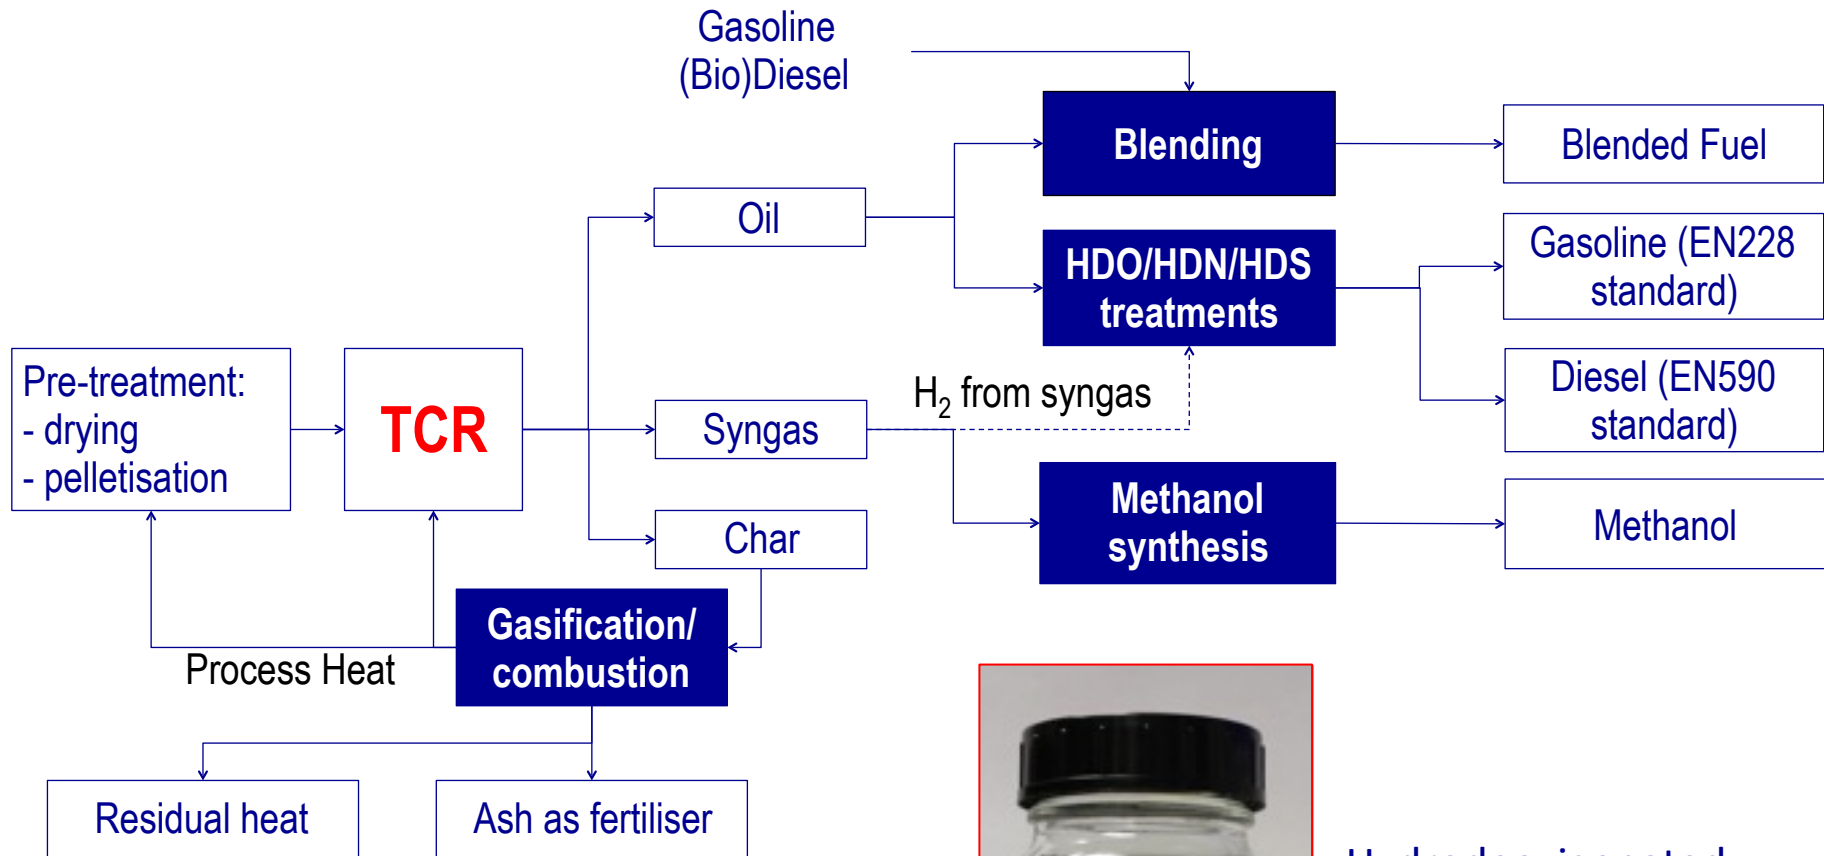 Gasoline
(Bio)Diesel
Blending
Blended Fuel
Oil
HDO/HDN/HDS
treatments
Gasoline (EN228
standard)
Pre-treatment:
- drying
- pelletisation
TCR
H₂ from syngas
Syngas
Diesel (EN590
standard)
Char
Methanol
synthesis
Methanol
Gasification/
combustion
Process Heat
Residual heat
Ash as fertiliser